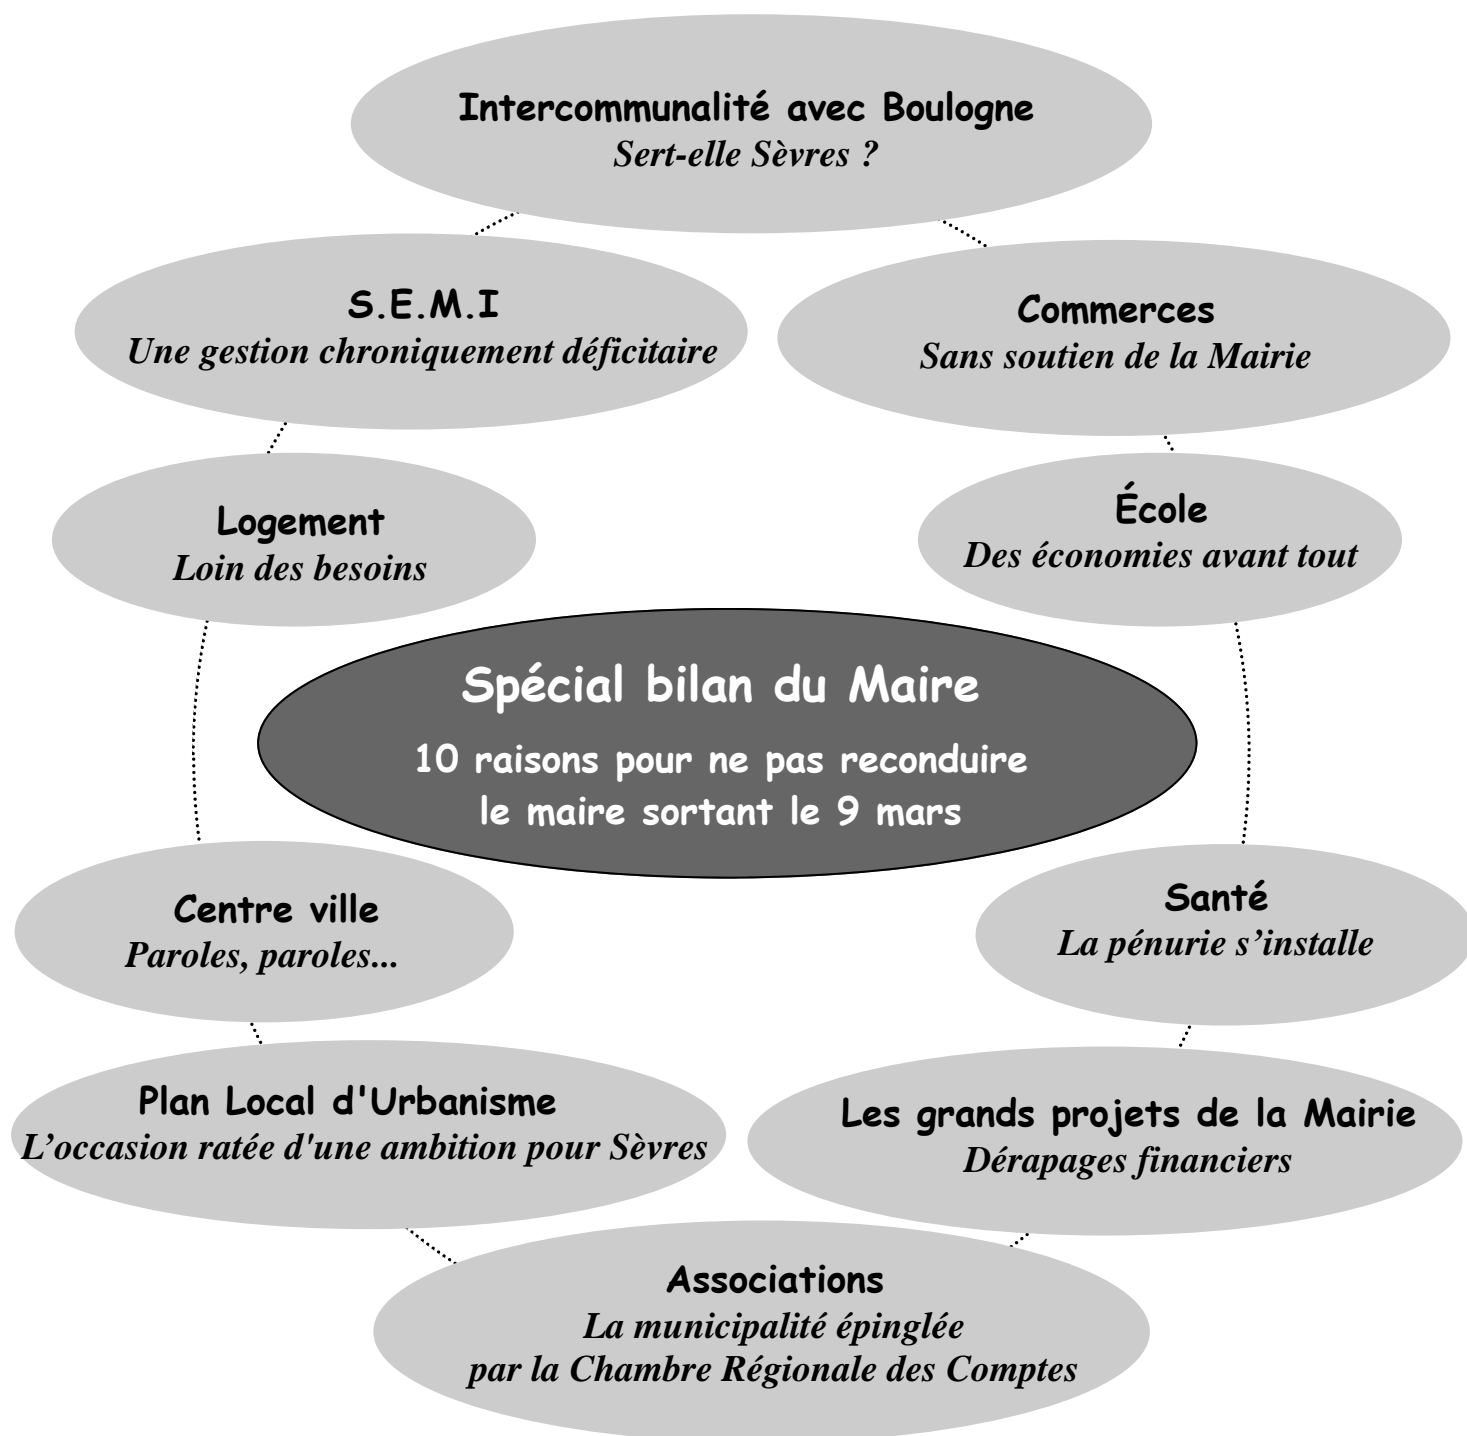 Intercommunalité avec Boulogne
Sert-elle Sèvres ?
S.E.M.I
Une gestion chroniquement déficitaire
Commerces
Sans soutien de la Mairie
Logement
Loin des besoins
École
Des économies avant tout
Spécial bilan du Maire
10 raisons pour ne pas reconduire
le maire sortant le 9 mars
Centre ville
Paroles, paroles...
Santé
La pénurie s’installe
Plan Local d'Urbanisme
L’occasion ratée d'une ambition pour Sèvres
Les grands projets de la Mairie
Dérapages financiers
Associations
La municipalité épinglée
par la Chambre Régionale des Comptes